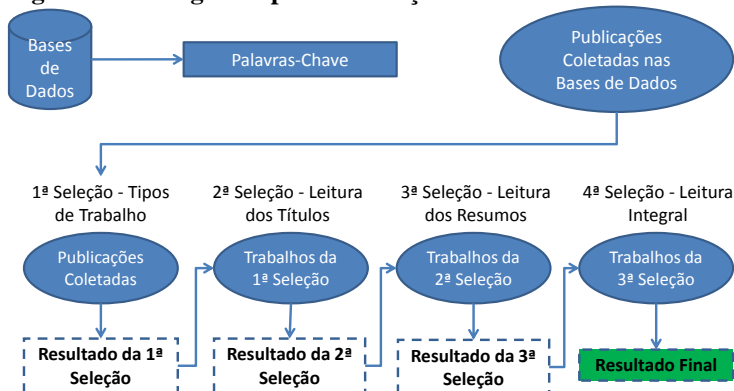 Bases
de
Dados
Palavras-Chave
Publicações
Coletadas nas
Bases de Dados
1ª Seleção - Tipos
de Trabalho
2ª Seleção - Leitura
dos Títulos
3ª Seleção - Leitura
dos Resumos
4ª Seleção - Leitura
Integral
Publicações
Coletadas
Trabalhos da
1ª Seleção
Trabalhos da
2ª Seleção
Trabalhos da
3ª Seleção
Resultado da 1ª
Seleção
Resultado da 2ª
Seleção
Resultado da 3ª
Seleção
Resultado Final